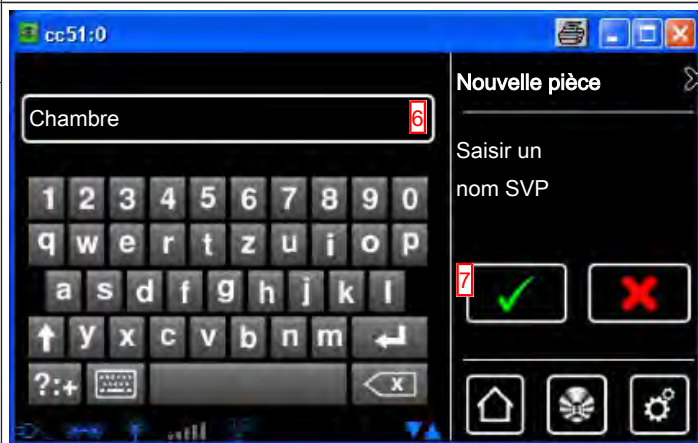 cc51:0
Chambre 6
1 2 3 4 5 6 7 8 9 0
q w e r t z u i o p
a s d f g h j k l
y x c v b n m
?:+
x
Nouvelle pièce
Saisir un
nom SVP
7